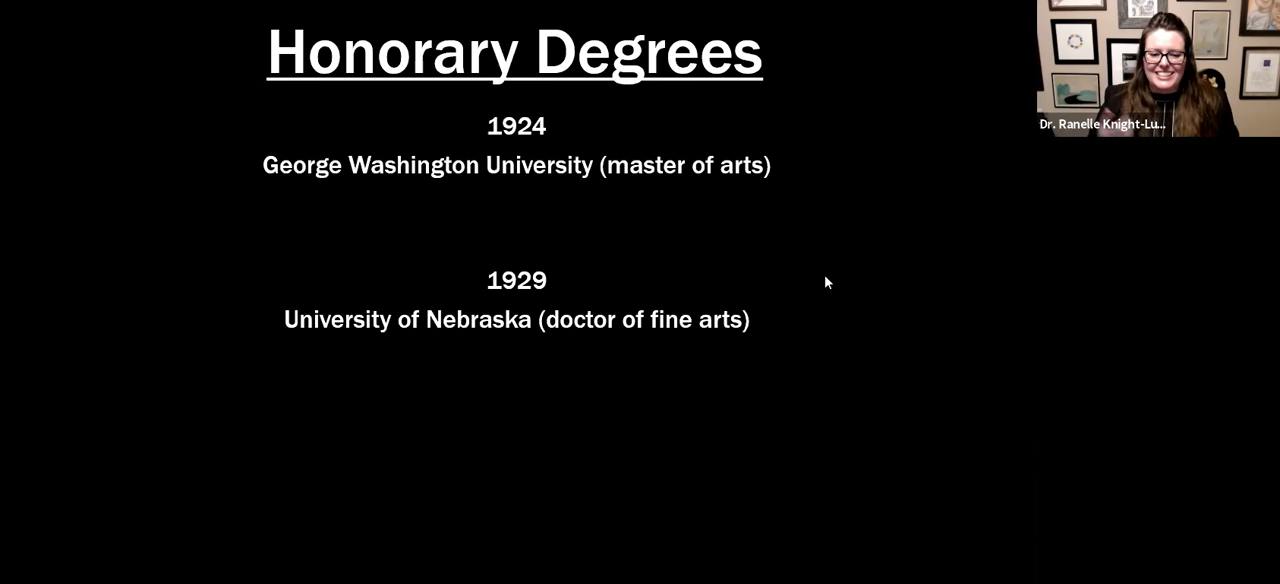 Honorary Degrees
1924
George Washington University (master of arts)
1929
University of Nebraska (doctor of fine arts)
Dr. Ranelle Knight-Lu...